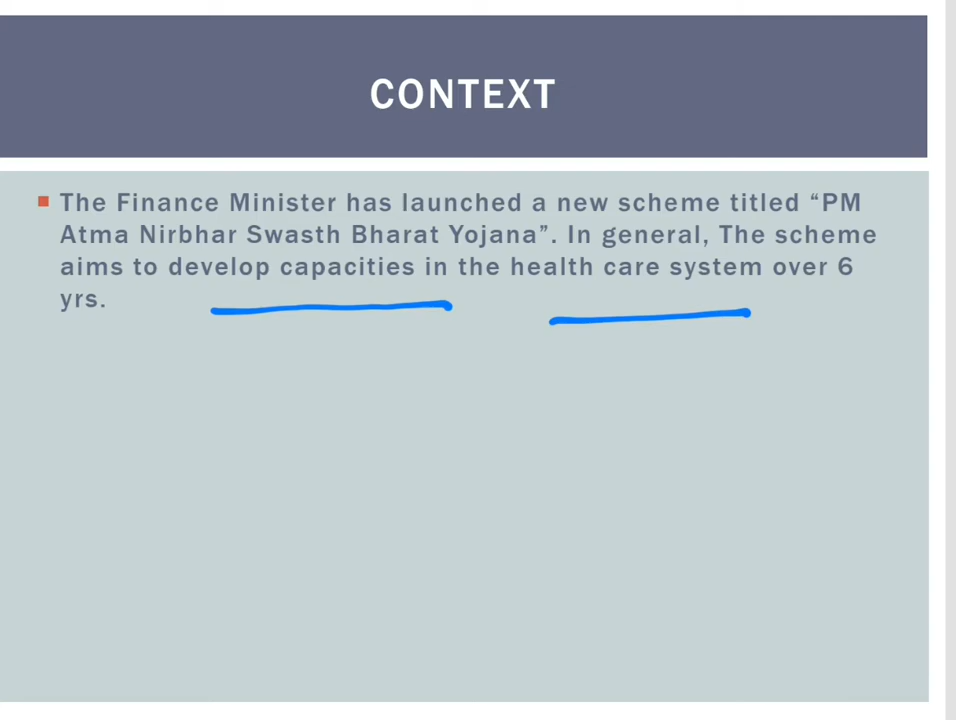 CONTEXT
The Finance Minister has launched a new scheme titled “PM
Atma Nirbhar Swasth Bharat Yojana”. In general, The scheme
aims to develop capacities in the health care system over 6
yrs.